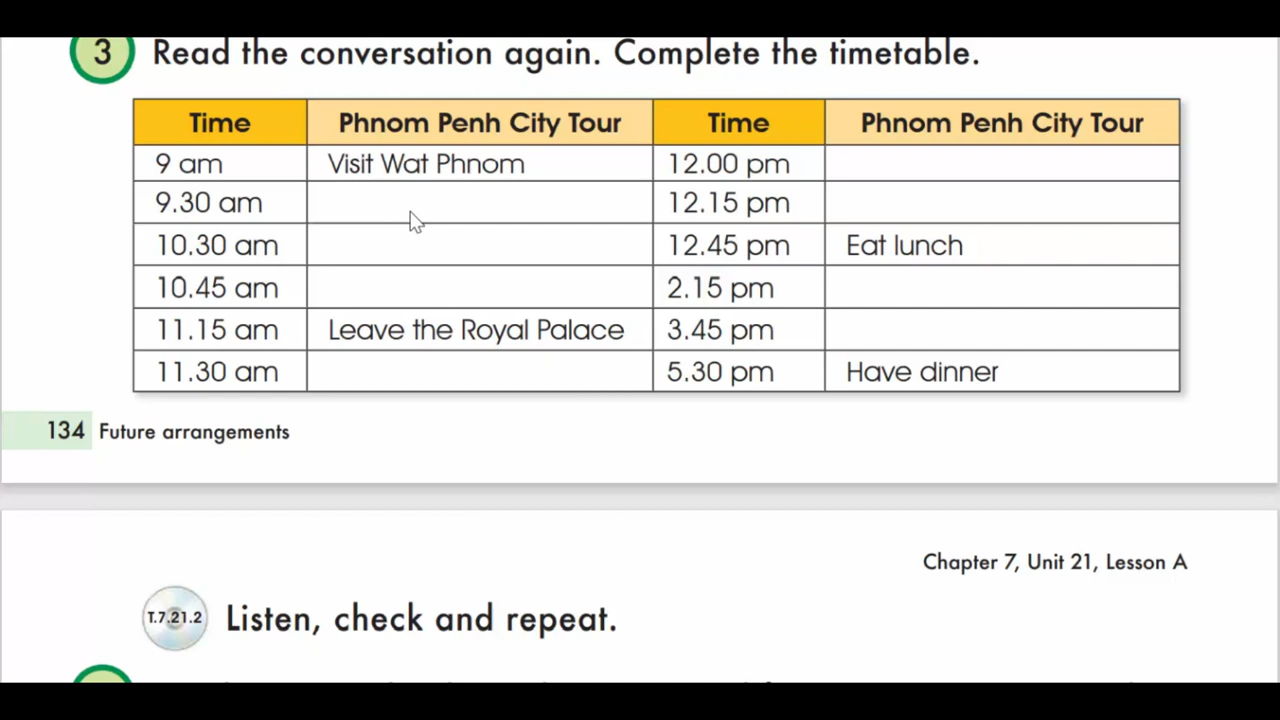 3 Read the conversation again. Complete the timetable.
Time Phnom Penh City Tour Time Phnom Penh City Tour
9 am Visit Wat Phnom 12.00 pm
9.30 am 12.15 pm
10.30 am 12.45 pm Eat lunch
10.45 am 2.15 pm
11.15 am Leave the Royal Palace 3.45 pm
11.30 am 5.30 pm Have dinner
134 Future arrangements
Chapter 7, Unit 21, Lesson A
T.7.21.2 Listen, check and repeat.